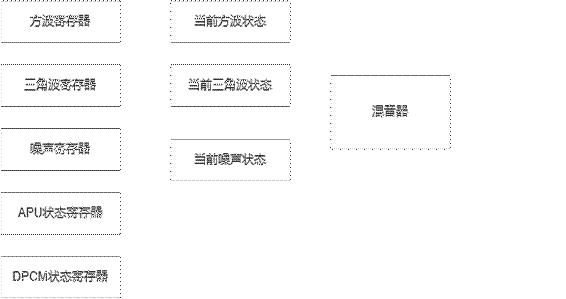 方波寄存器
当前方波状态
三角波寄存器
当前三角波状态
混音器
噪声寄存器
当前噪声状态
APU状态寄存器
DPCM状态寄存器